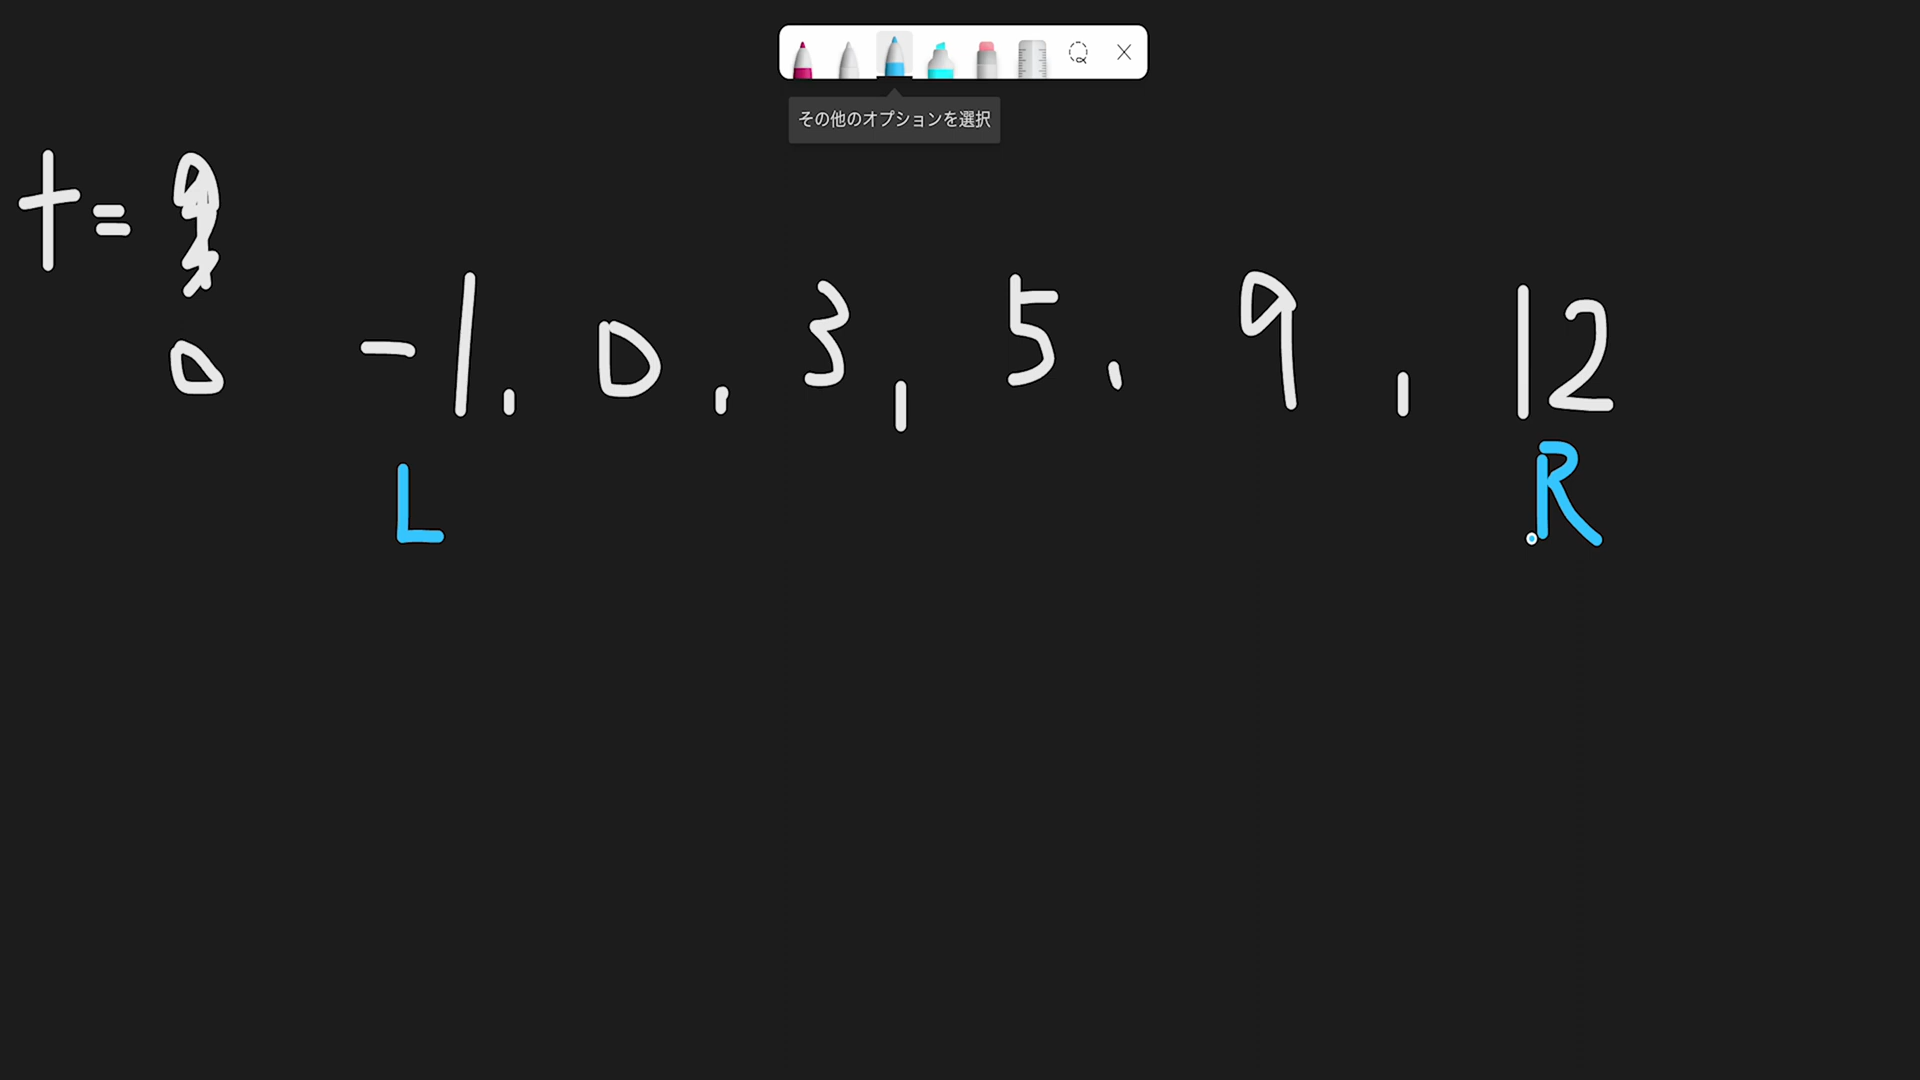 その他のオプションを選択
t =
0
-1, 0, 3, 5, 9, 12
L R